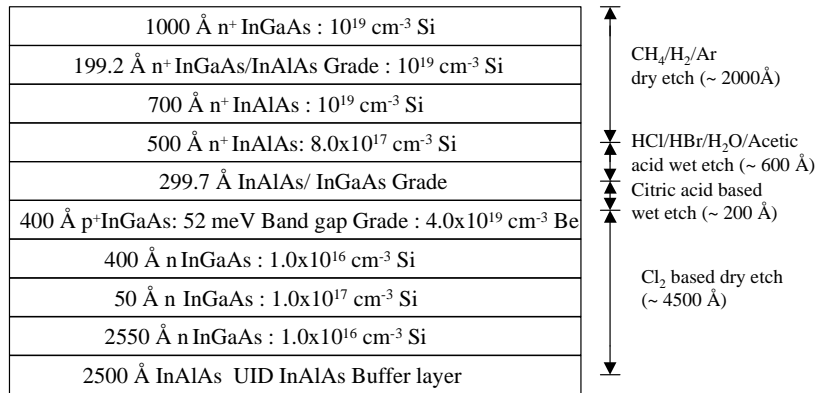 1000 Å n⁺ InGaAs : 10¹⁹ cm⁻³ Si
199.2 Å n⁺ InGaAs/InAlAs Grade : 10¹⁹ cm⁻³ Si
700 Å n⁺ InAlAs : 10¹⁹ cm⁻³ Si
500 Å n⁺ InAlAs: 8.0x10¹⁷ cm⁻³ Si
299.7 Å InAlAs/ InGaAs Grade
400 Å p⁺InGaAs: 52 meV Band gap Grade : 4.0x10¹⁹ cm⁻³ Be
400 Å n InGaAs : 1.0x10¹⁶ cm⁻³ Si
50 Å n InGaAs : 1.0x10¹⁷ cm⁻³ Si
2550 Å n InGaAs : 1.0x10¹⁶ cm⁻³ Si
2500 Å InAlAs UID InAlAs Buffer layer
CH₄/H₂/Ar
dry etch (~ 2000Å)
HCl/HBr/H₂O/Acetic
acid wet etch (~ 600 Å)
Citric acid based
wet etch (~ 200 Å)
Cl₂ based dry etch
(~ 4500 Å)